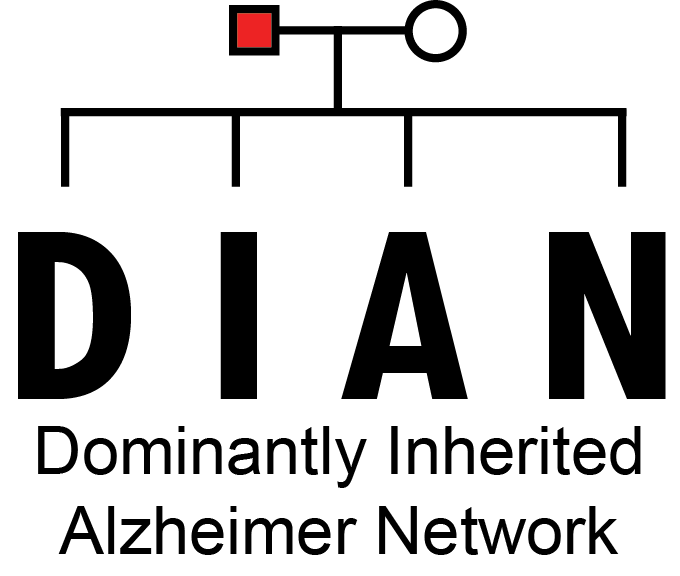 DIAN
Dominantly Inherited
Alzheimer Network